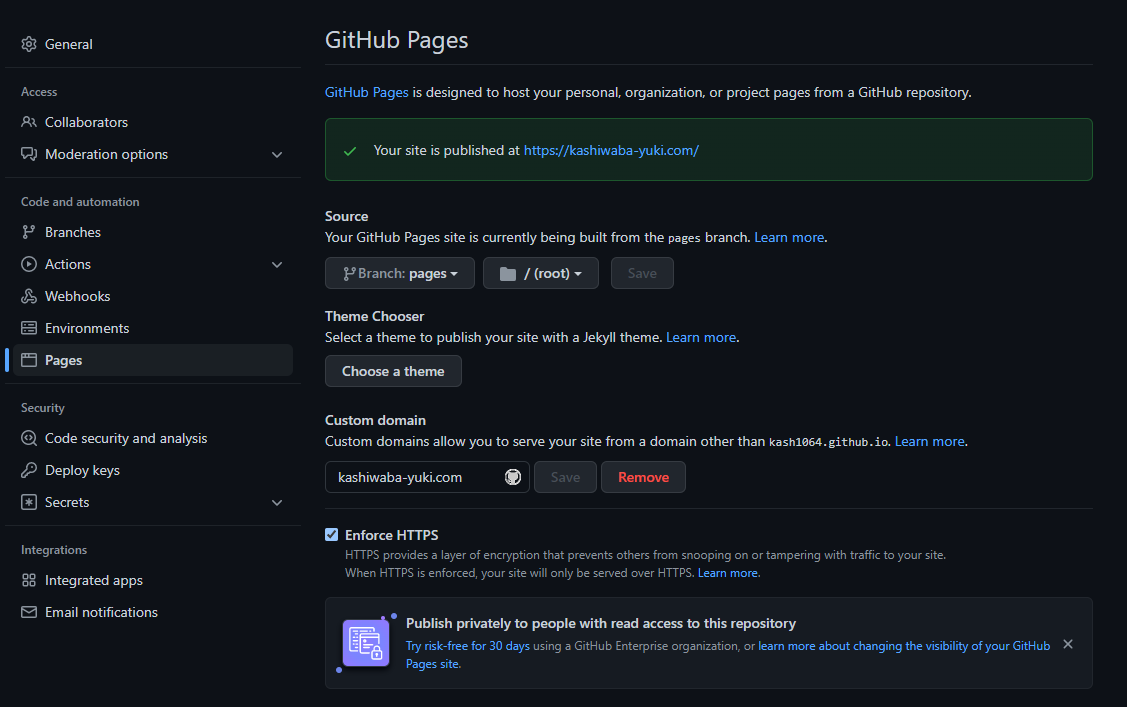 General
Access
Collaborators
Moderation options
Code and automation
Branches
Actions
Webhooks
Environments
Pages
Security
Code security and analysis
Deploy keys
Secrets
Integrations
Integrated apps
Email notifications
GitHub Pages
GitHub Pages is designed to host your personal, organization, or project pages from a GitHub repository.
Your site is published at https://kashiwaba-yuki.com/
Source
Your GitHub Pages site is currently being built from the pages branch. Learn more.
Branch: pages / (root) Save
Theme Chooser
Select a theme to publish your site with a Jekyll theme. Learn more.
Choose a theme
Custom domain
Custom domains allow you to serve your site from a domain other than kash1064.github.io. Learn more.
kashiwaba-yuki.com Save Remove
Enforce HTTPS
HTTPS provides a layer of encryption that prevents others from snooping on or tampering with traffic to your site.
When HTTPS is enforced, your site will only be served over HTTPS. Learn more.
Publish privately to people with read access to this repository
Try risk-free for 30 days using a GitHub Enterprise organization, or learn more about changing the visibility of your GitHub
Pages site.